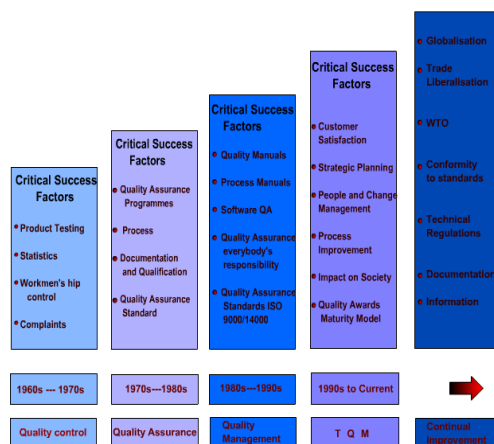 Critical Success
Factors
Product Testing
Statistics
Workmen's hip
control
Complaints
Critical Success
Factors
Quality Assurance
Programmes
Process
Documentation
and Qualification
Quality Assurance
Standard
Critical Success
Factors
Quality Manuals
Process Manuals
Software QA
Quality Assurance
everybody's
responsibility
Quality Assurance
Standards ISO
9000/14000
Critical Success
Factors
Customer
Satisfaction
Strategic Planning
People and Change
Management
Process
Improvement
Impact on Society
Quality Awards
Maturity Model
Globalisation
Trade
Liberalisation
WTO
Conformity
to standards
Technical
Regulations
Documentation
Information
1960s --- 1970s
1970s---1980s
1980s---1990s
1990s to Current
Quality control
Quality Assurance
Quality
Management
T Q M
Continual
improvement